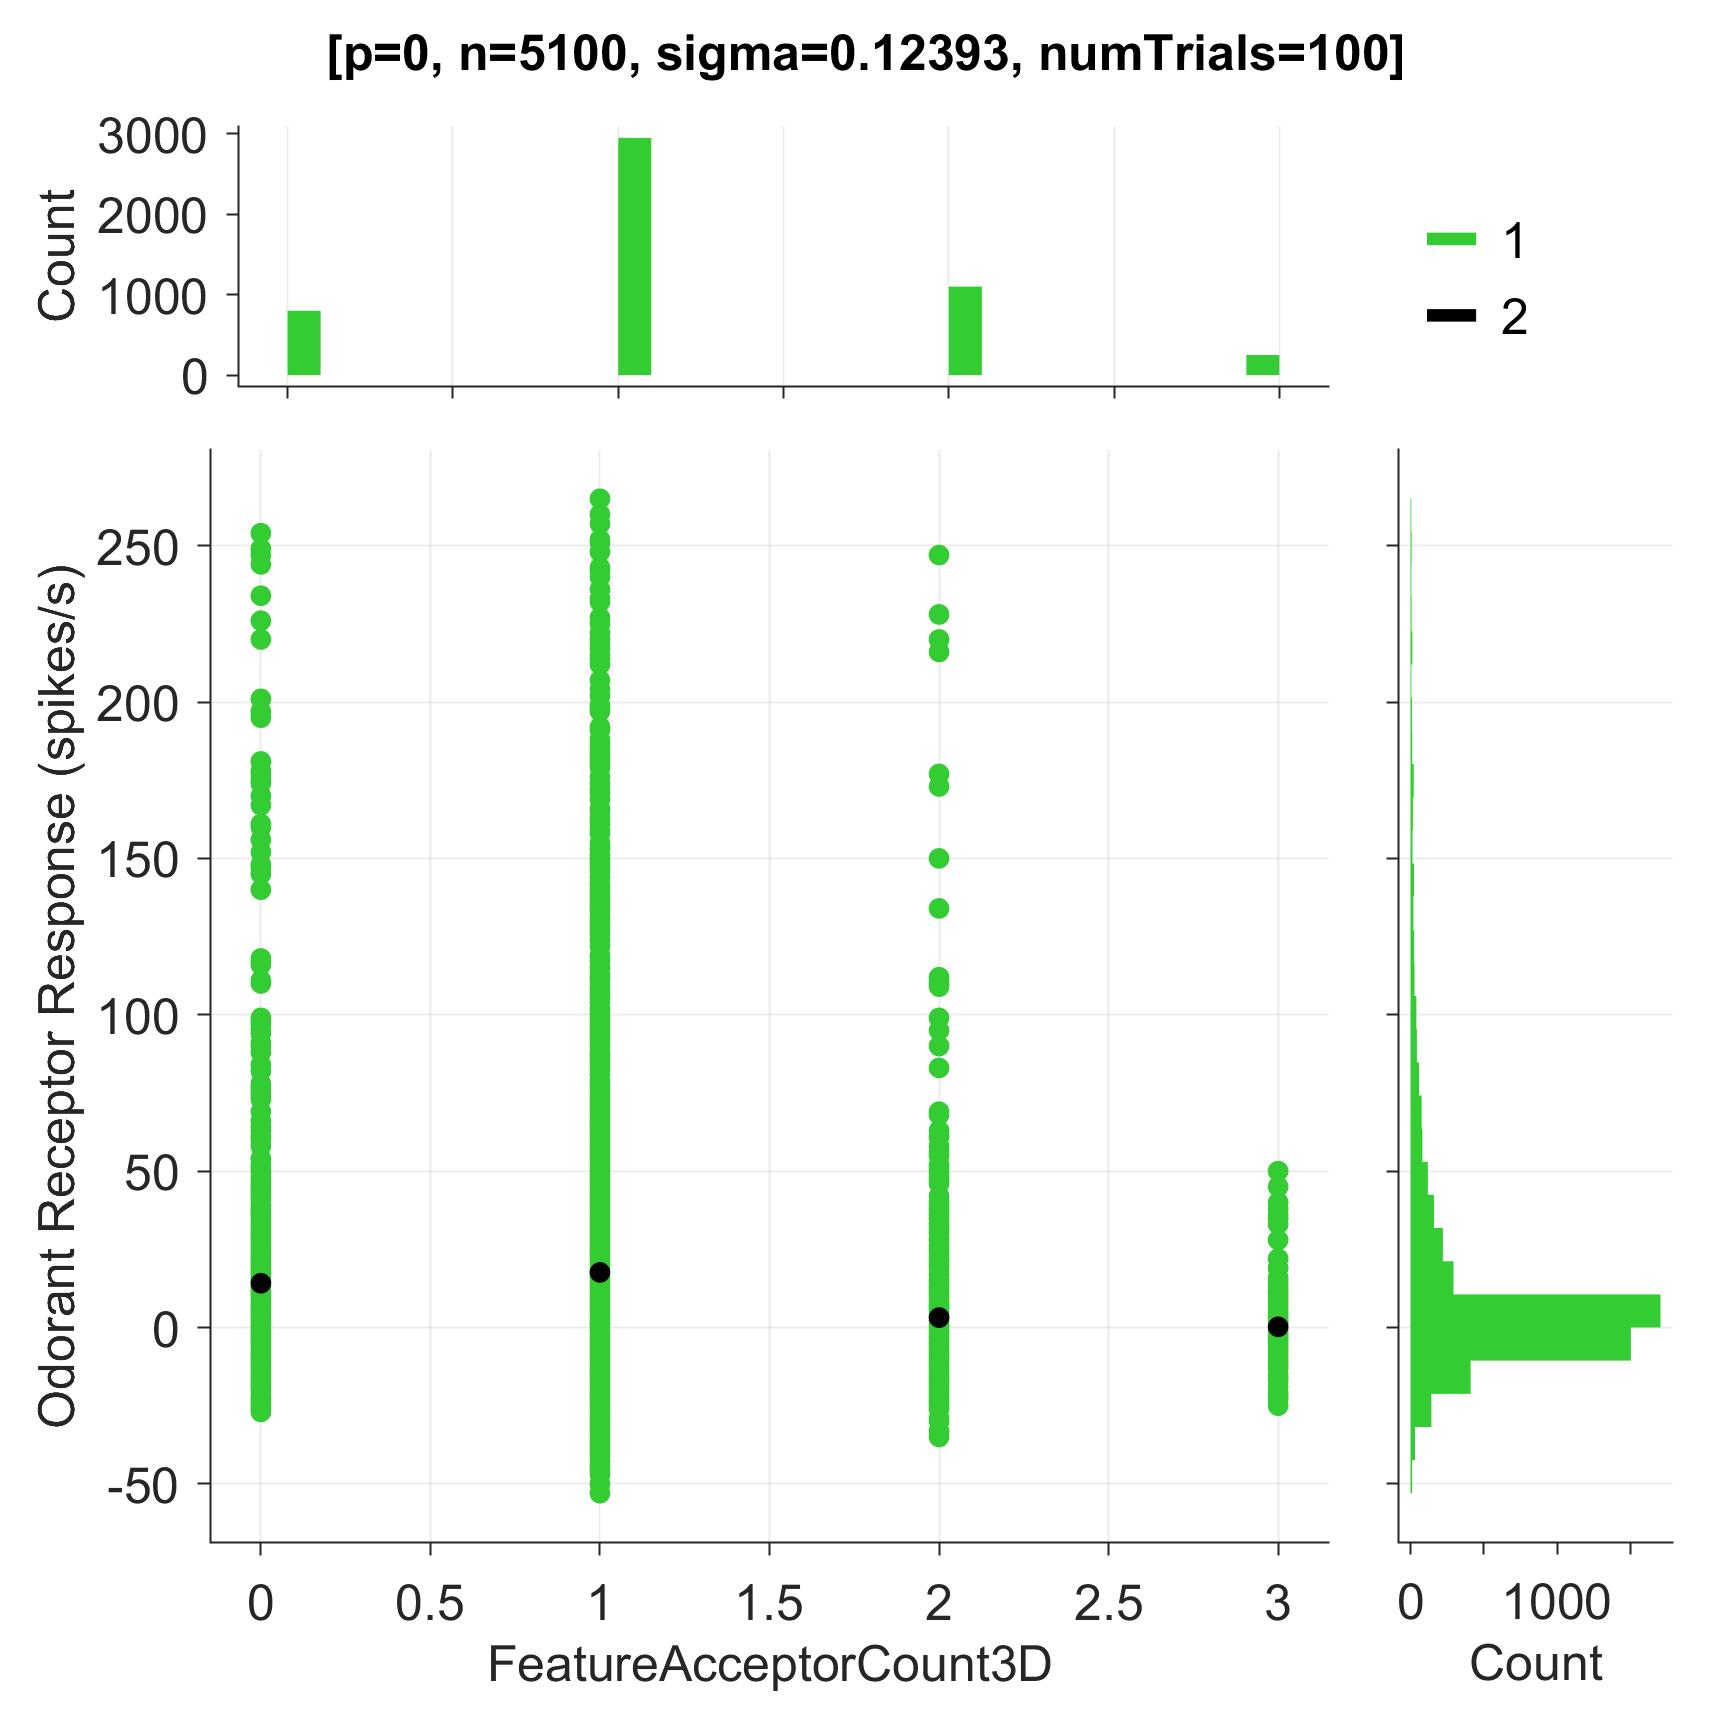 [p=0, n=5100, sigma=0.12393, numTrials=100]
3000
2000
1000
0
Count
1
2
250
200
150
100
50
0
-50
Odorant Receptor Response (spikes/s)
0 0.5 1 1.5 2 2.5 3
FeatureAcceptorCount3D
0 1000
Count